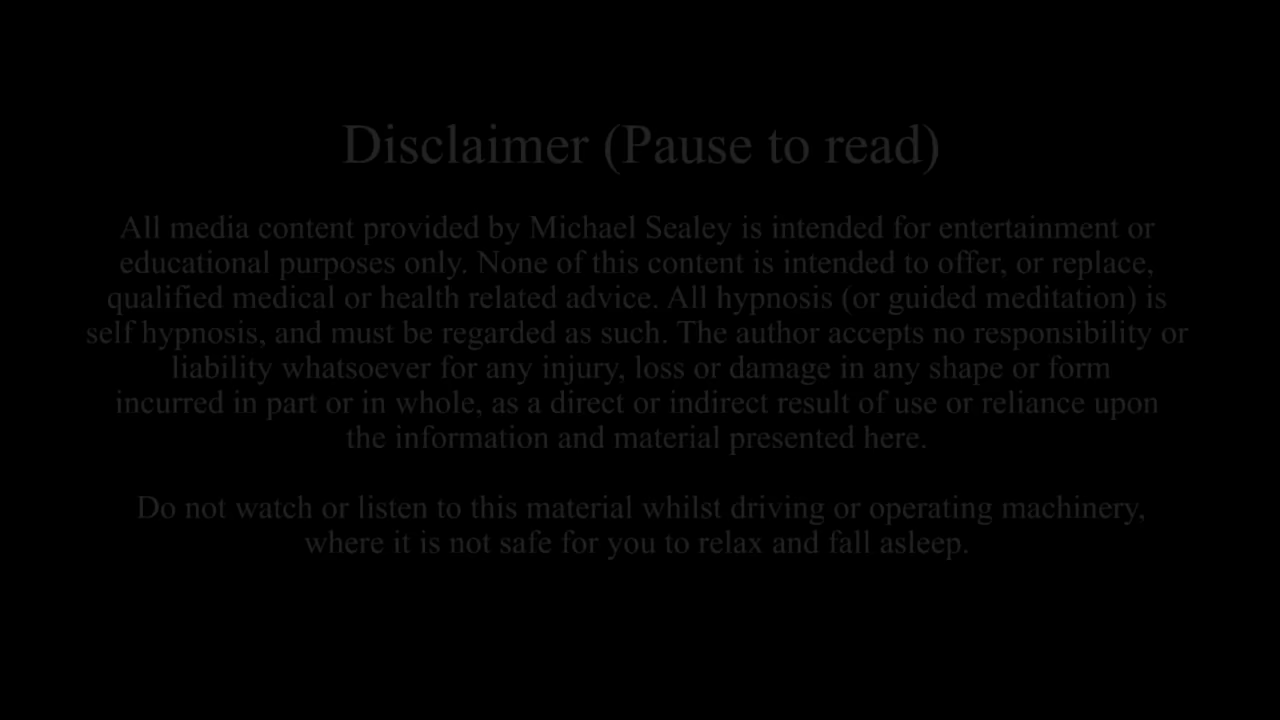 Disclaimer (Pause to read)
All media content provided by Michael Sealey is intended for entertainment or
educational purposes only. None of this content is intended to offer, or replace,
qualified medical or health related advice. All hypnosis (or guided meditation) is
self hypnosis, and must be regarded as such. The author accepts no responsibility or
liability whatsoever for any injury, loss or damage in any shape or form
incurred in part or in whole, as a direct or indirect result of use or reliance upon
the information and material presented here.
Do not watch or listen to this material whilst driving or operating machinery,
where it is not safe for you to relax and fall asleep.